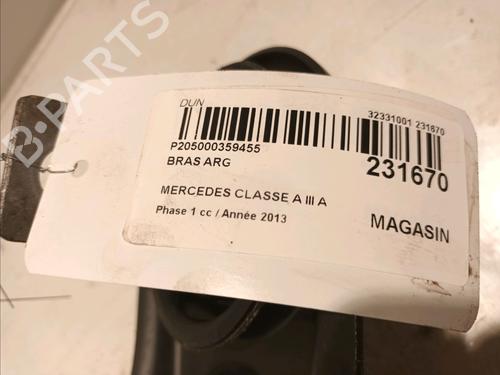 DUN
32331001 231670
P205000359455
231670
BRAS ARG
MERCEDES CLASSE A III A
Phase 1 cc / Année 2013
MAGASIN
B-PARTS